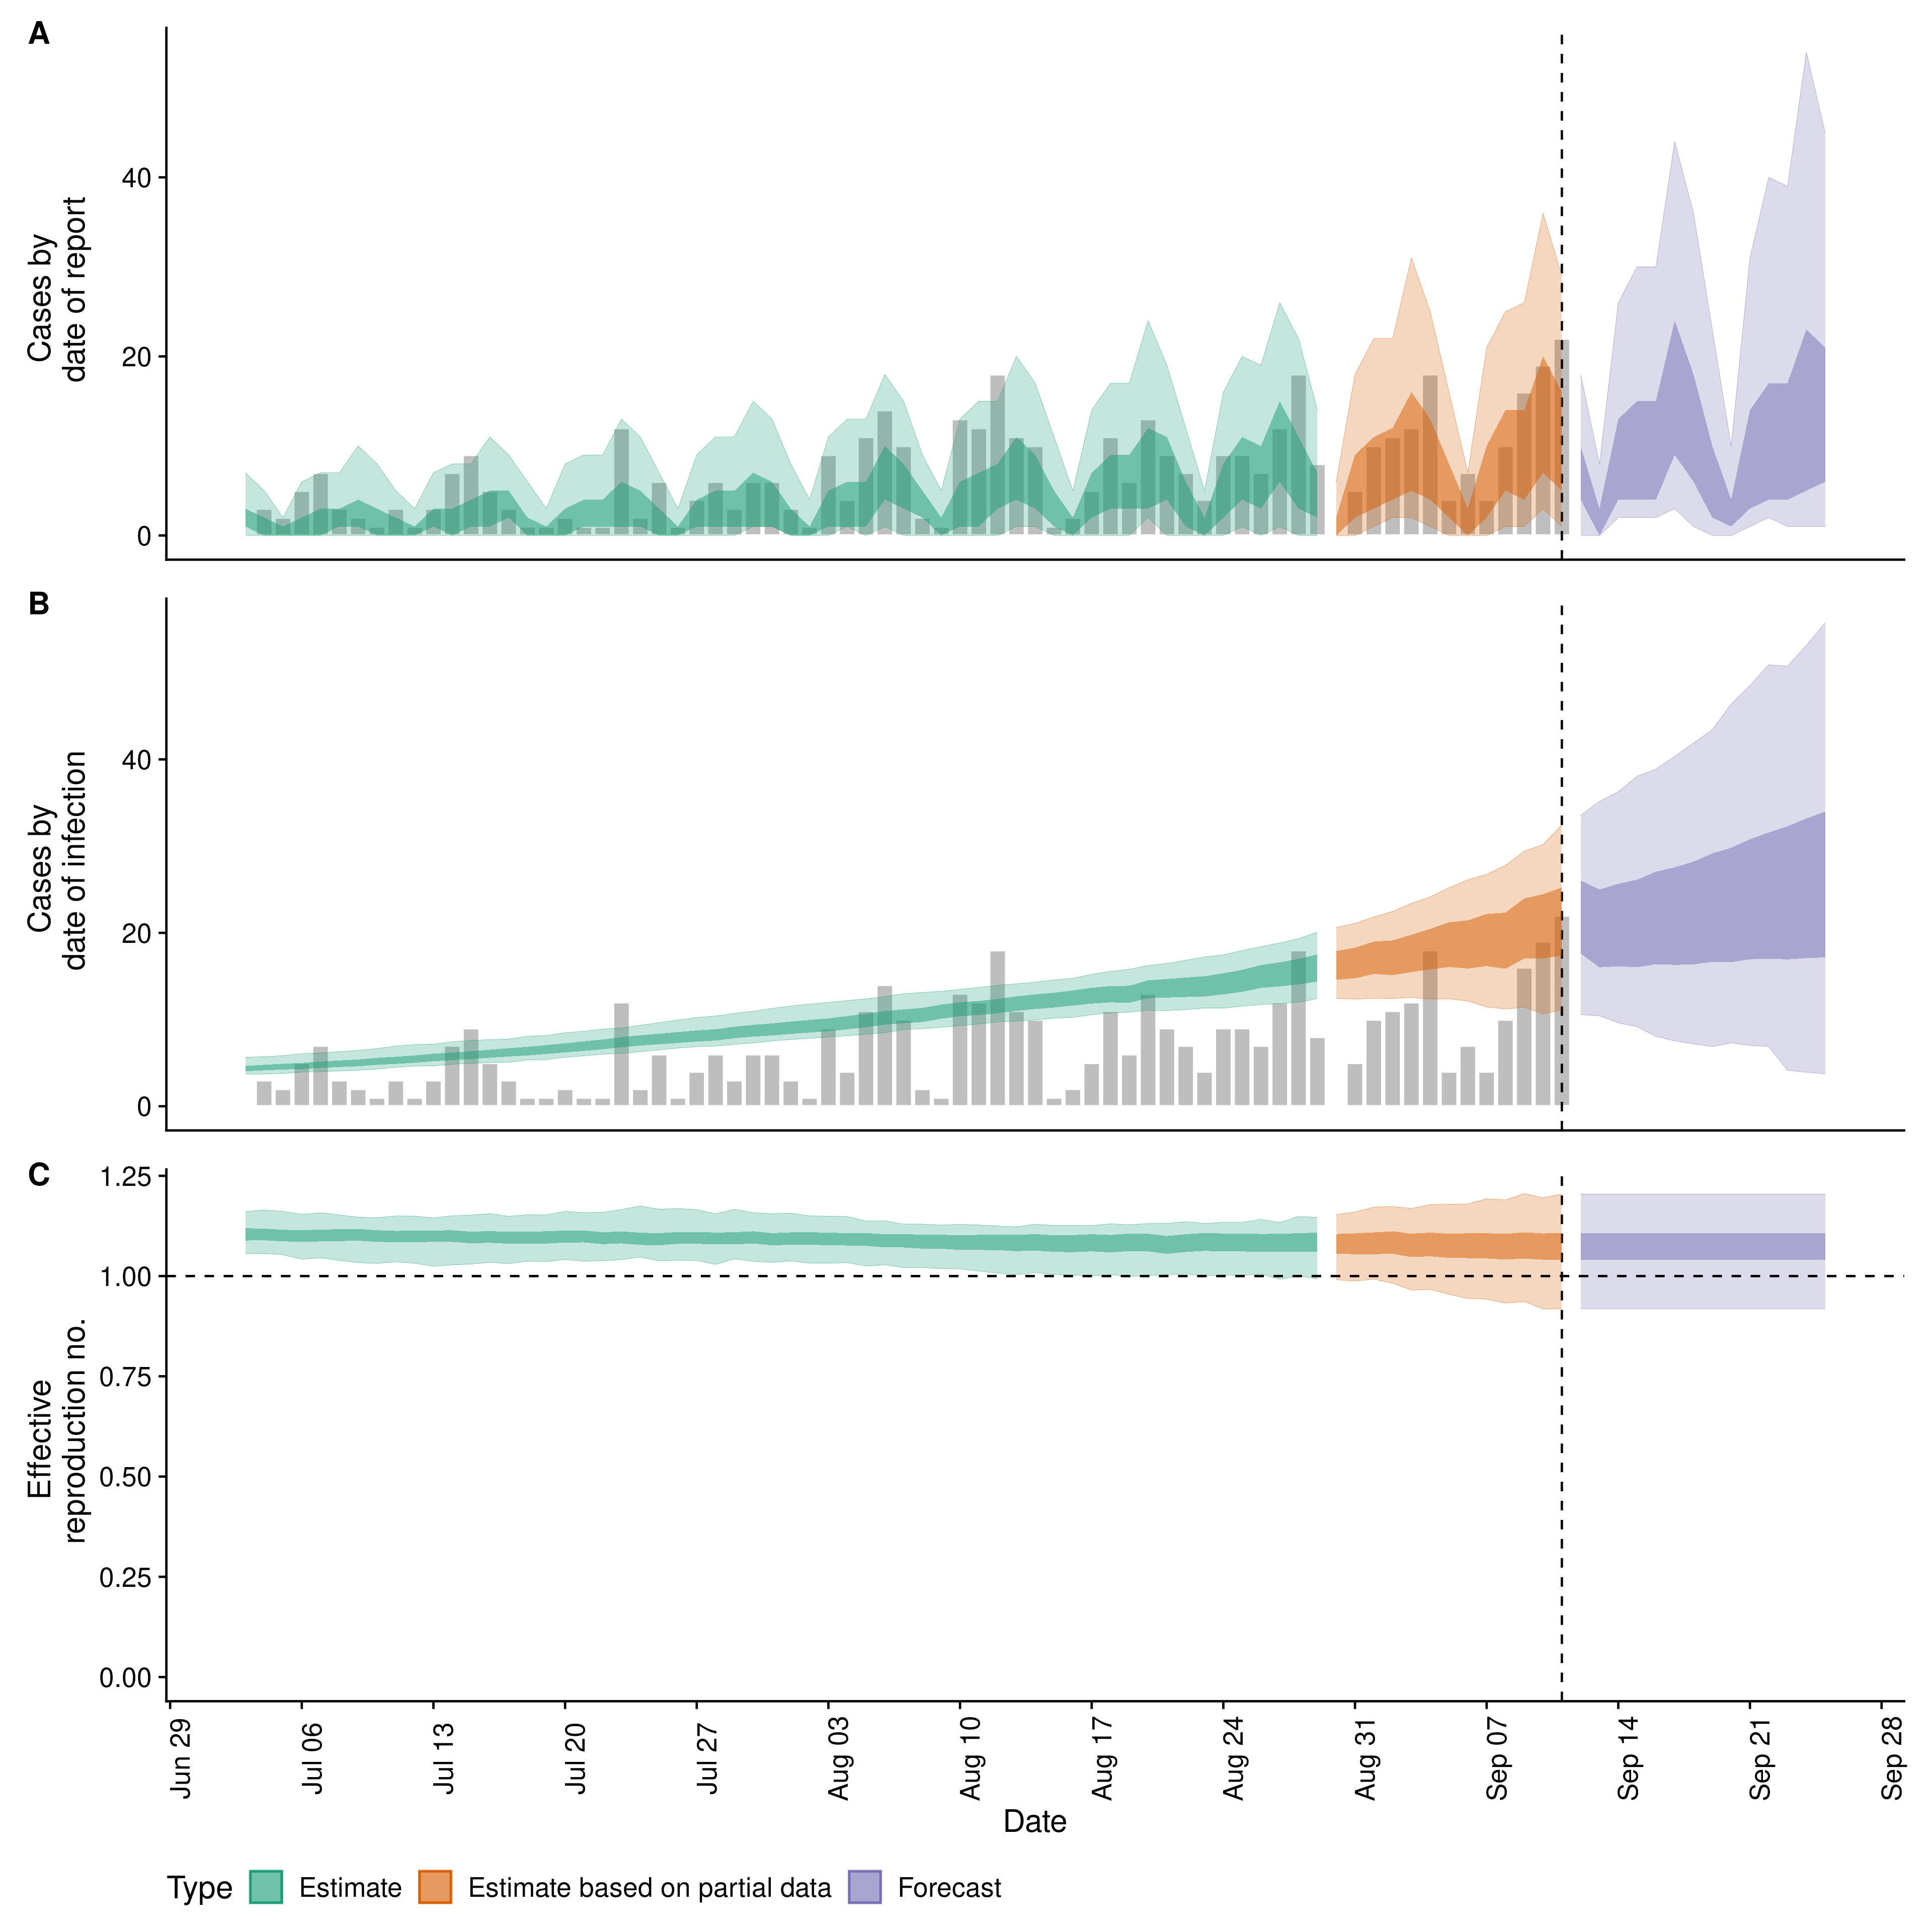 A
Cases by
date of report
40
20
0
B
Cases by
date of infection
40
20
0
C
Effective
reproduction no.
1.25
1.00
0.75
0.50
0.25
0.00
Jun 29
Jul 06
Jul 13
Jul 20
Jul 27
Aug 03
Aug 10
Aug 17
Aug 24
Aug 31
Sep 07
Sep 14
Sep 21
Sep 28
Date
Type Estimate Estimate based on partial data Forecast